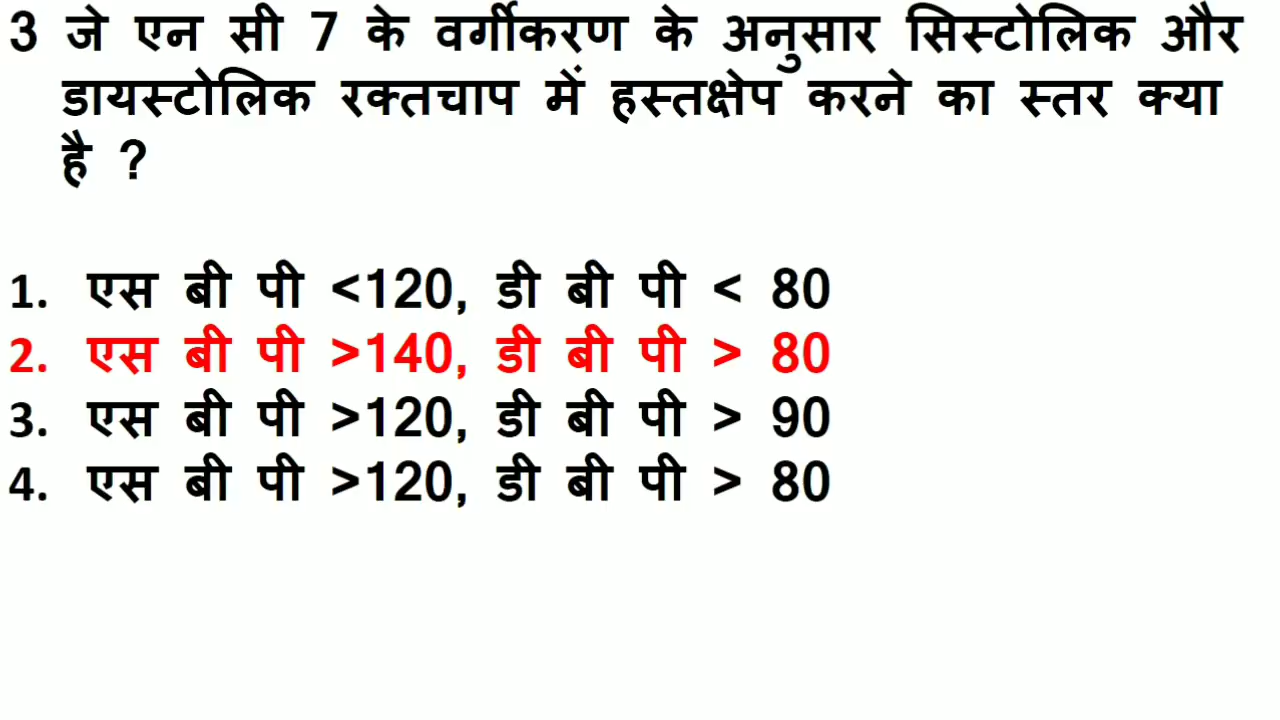 3 जे एन सी 7 के वर्गीकरण के अनुसार सिस्टोलिक और
डायस्टोलिक रक्तचाप में हस्तक्षेप करने का स्तर क्या
है ?
1. एस बी पी <120, डी बी पी < 80
2. एस बी पी >140, डी बी पी > 80
3. एस बी पी >120, डी बी पी > 90
4. एस बी पी >120, डी बी पी > 80